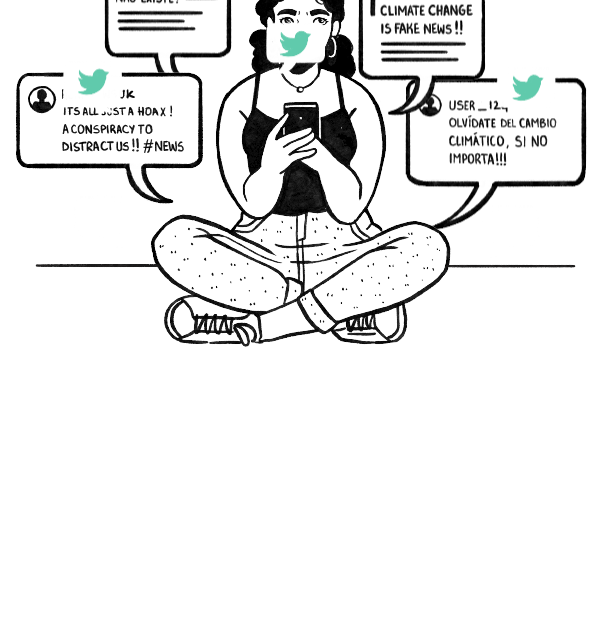 CLIMATE CHANGE
IS FAKE NEWS!!
ITS ALL JUST A HOAX!
A CONSPIRACY TO
DISTRACT US!! #NEWS
USER_12
OLVÍDATE DEL CAMBIO
CLIMÁTICO, SI NO
IMPORTA!!!